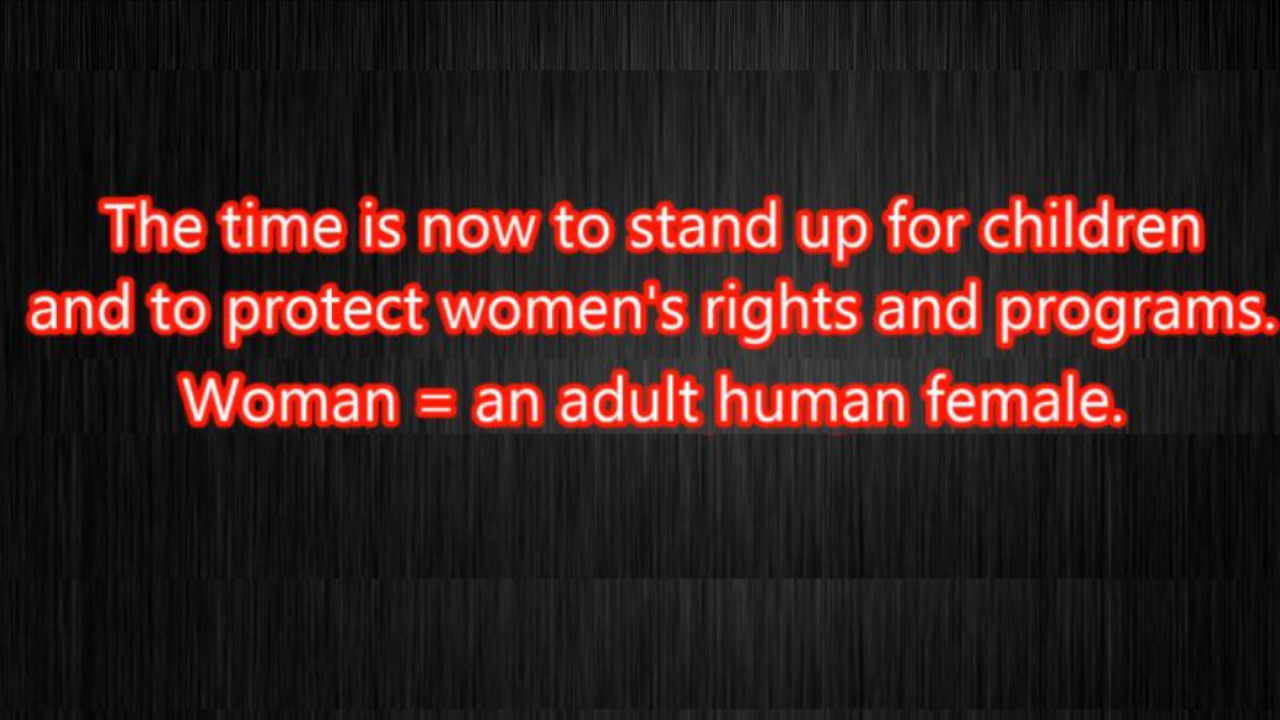 The time is now to stand up for children
and to protect women's rights and programs.
Woman = an adult human female.